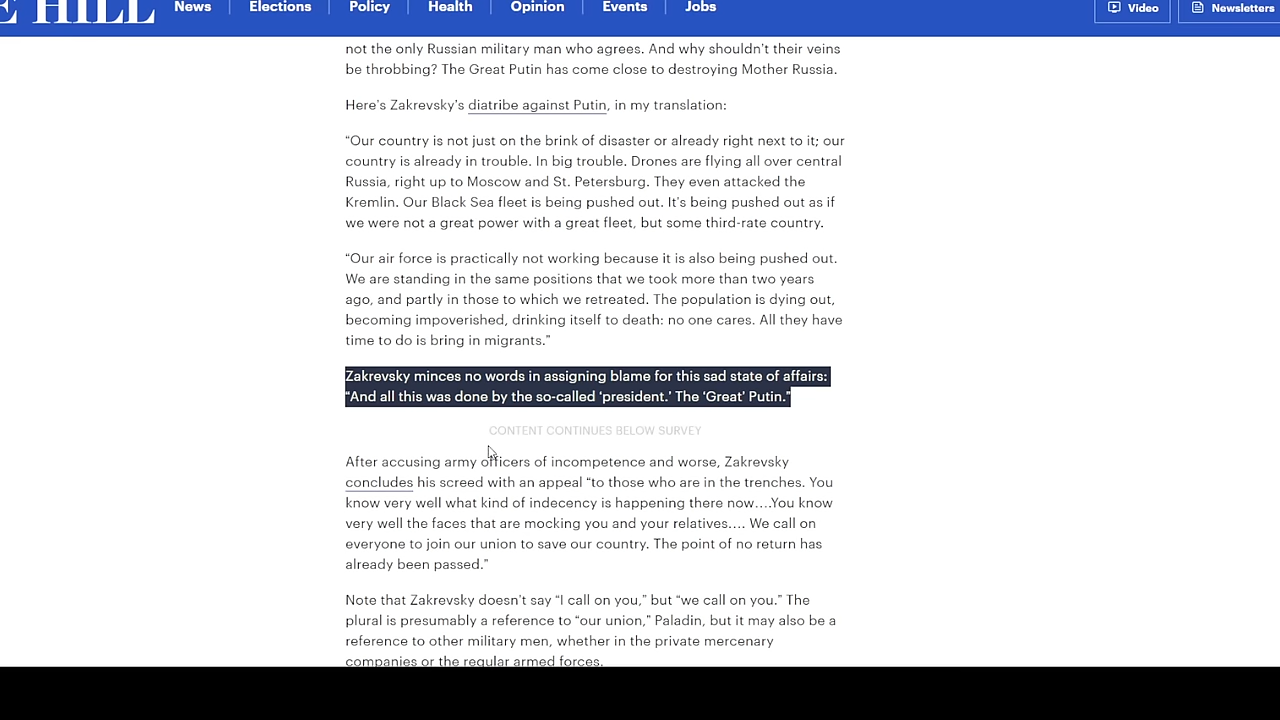 E HILL
News
Elections
Policy
Health
Opinion
Events
Jobs
Video
Newsletters
not the only Russian military man who agrees. And why shouldn't their veins
be throbbing? The Great Putin has come close to destroying Mother Russia.
Here's Zakrevsky's diatribe against Putin, in my translation:
“Our country is not just on the brink of disaster or already right next to it; our
country is already in trouble. In big trouble. Drones are flying all over central
Russia, right up to Moscow and St. Petersburg. They even attacked the
Kremlin. Our Black Sea fleet is being pushed out. It's being pushed out as if
we were not a great power with a great fleet, but some third-rate country.
“Our air force is practically not working because it is also being pushed out.
We are standing in the same positions that we took more than two years
ago, and partly in those to which we retreated. The population is dying out,
becoming impoverished, drinking itself to death: no one cares. All they have
time to do is bring in migrants.”
Zakrevsky minces no words in assigning blame for this sad state of affairs:
“And all this was done by the so-called ‘president.’ The ‘Great’ Putin.”
CONTENT CONTINUES BELOW SURVEY
After accusing army officers of incompetence and worse, Zakrevsky
concludes his screed with an appeal “to those who are in the trenches. You
know very well what kind of indecency is happening there now….You know
very well the faces that are mocking you and your relatives…. We call on
everyone to join our union to save our country. The point of no return has
already been passed.”
Note that Zakrevsky doesn't say “I call on you,” but “we call on you.” The
plural is presumably a reference to “our union,” Paladin, but it may also be a
reference to other military men, whether in the private mercenary
companies or the regular armed forces.